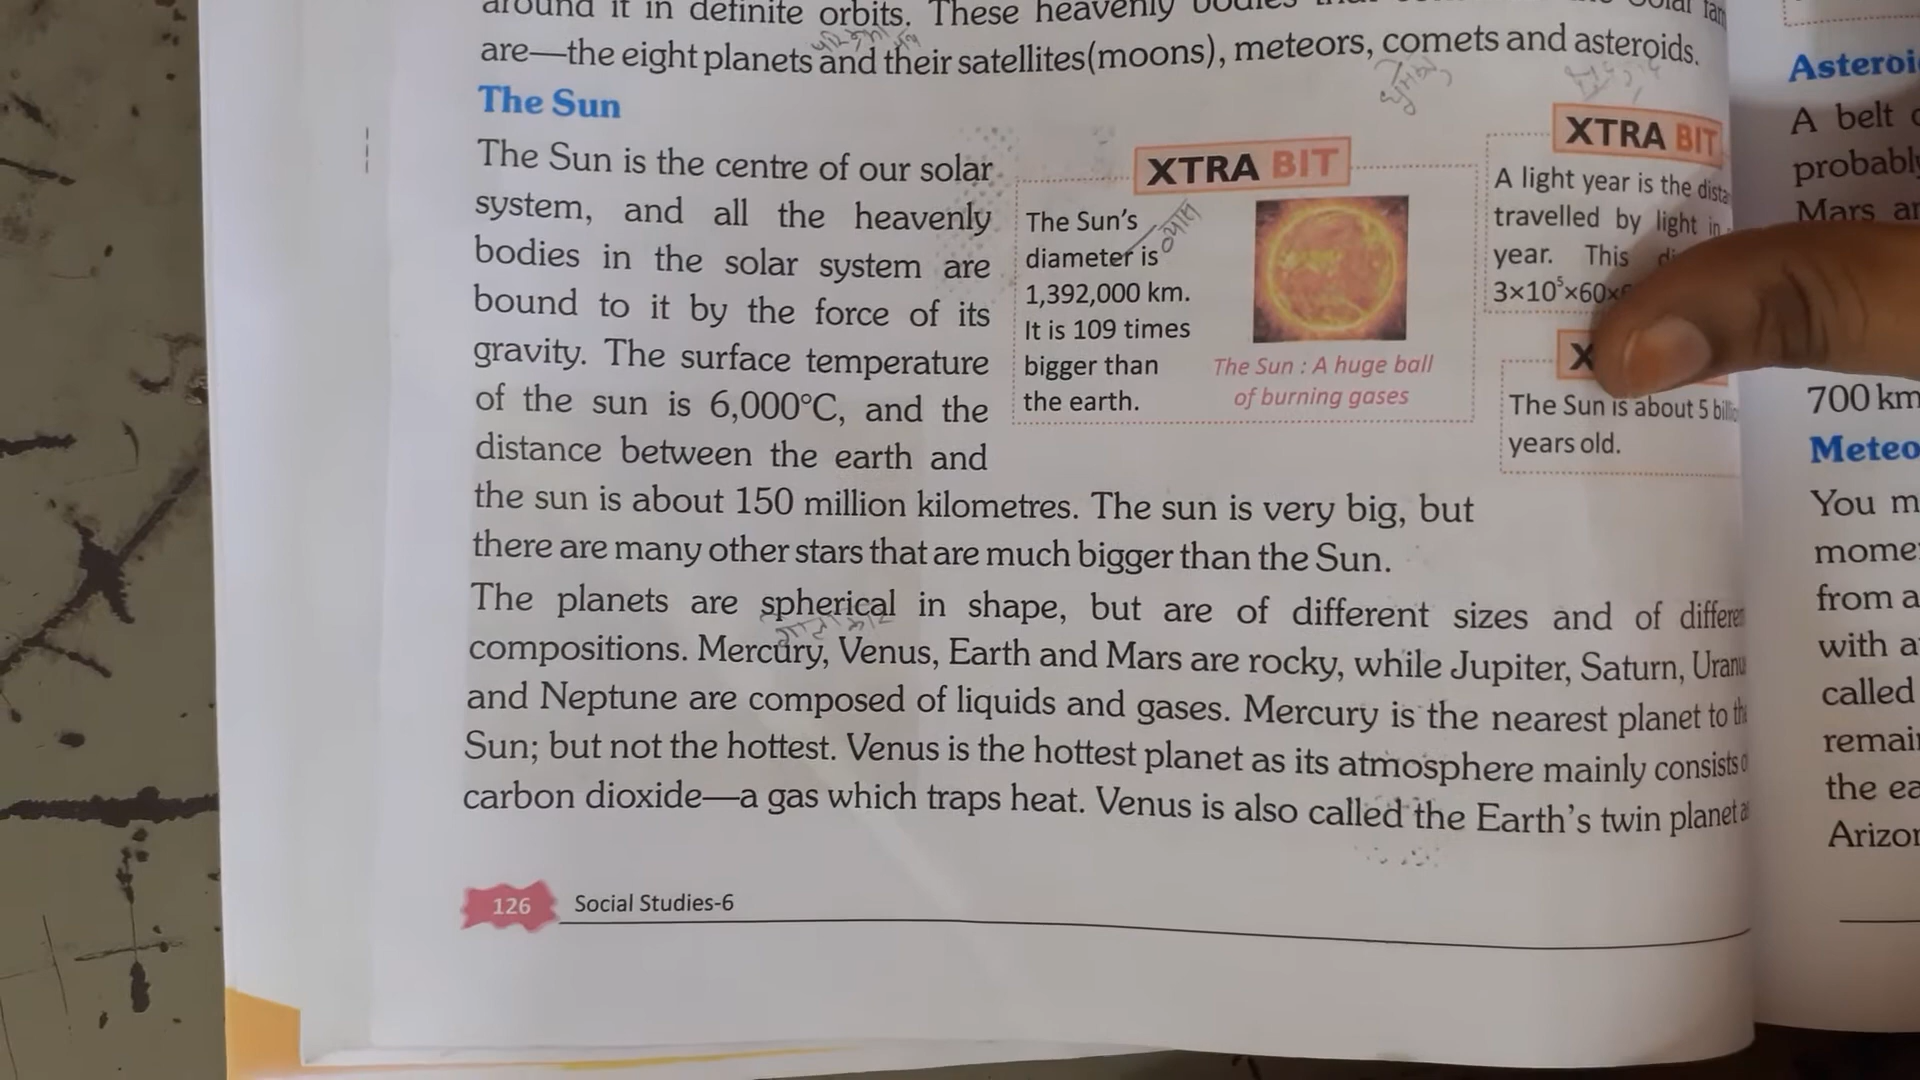 around it in definite orbits. These heavenly
are—the eight planets and their satellites(moons), meteors, comets and asteroids.
The Sun
The Sun is the centre of our solar
system, and all the heavenly
bodies in the solar system are
bound to it by the force of its
gravity. The surface temperature
of the sun is 6,000°C, and the
distance between the earth and
the sun is about 150 million kilometres. The sun is very big, but
there are many other stars that are much bigger than the Sun.
XTRA BIT
The Sun's
diameter is
व्यास
1,392,000 km.
It is 109 times
bigger than
the earth.
The Sun : A huge ball
of burning gases
XTRA BIT
A light year is the
travelled by light in
year. This
3×10⁵×60×
X
The Sun is about 5
years old.
The planets are spherical in shape, but are of different sizes and of
compositions. Mercury, Venus, Earth and Mars are rocky, while Jupiter, Saturn,
and Neptune are composed of liquids and gases. Mercury is the nearest planet to
Sun; but not the hottest. Venus is the hottest planet as its atmosphere mainly consists
carbon dioxide—a gas which traps heat. Venus is also called the Earth's twin planet
126 Social Studies-6
A belt
Mars
700 km
You
from a
with a
called
the